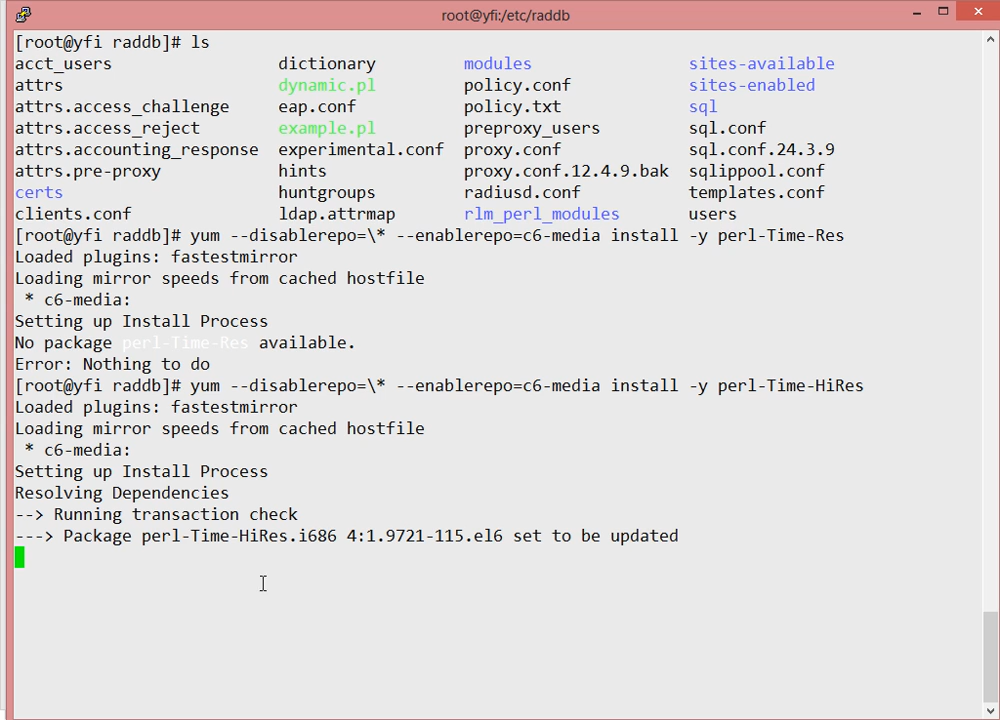 root@yfi:/etc/raddb
[root@yfi raddb]# ls
acct_users dictionary modules sites-available
attrs dynamic.pl policy.conf sites-enabled
attrs.access_challenge eap.conf policy.txt sql
attrs.access_reject example.pl preproxy_users sql.conf
attrs.accounting_response experimental.conf proxy.conf sql.conf.24.3.9
attrs.pre-proxy hints proxy.conf.12.4.9.bak sqlippool.conf
certs huntgroups radiusd.conf templates.conf
clients.conf ldap.attrmap rlm_perl_modules users
[root@yfi raddb]# yum --disablerepo=\* --enablerepo=c6-media install -y perl-Time-Res
Loaded plugins: fastestmirror
Loading mirror speeds from cached hostfile
 * c6-media:
Setting up Install Process
No package perl-Time-Res available.
Error: Nothing to do
[root@yfi raddb]# yum --disablerepo=\* --enablerepo=c6-media install -y perl-Time-HiRes
Loaded plugins: fastestmirror
Loading mirror speeds from cached hostfile
 * c6-media:
Setting up Install Process
Resolving Dependencies
--> Running transaction check
---> Package perl-Time-HiRes.i686 4:1.9721-115.el6 set to be updated